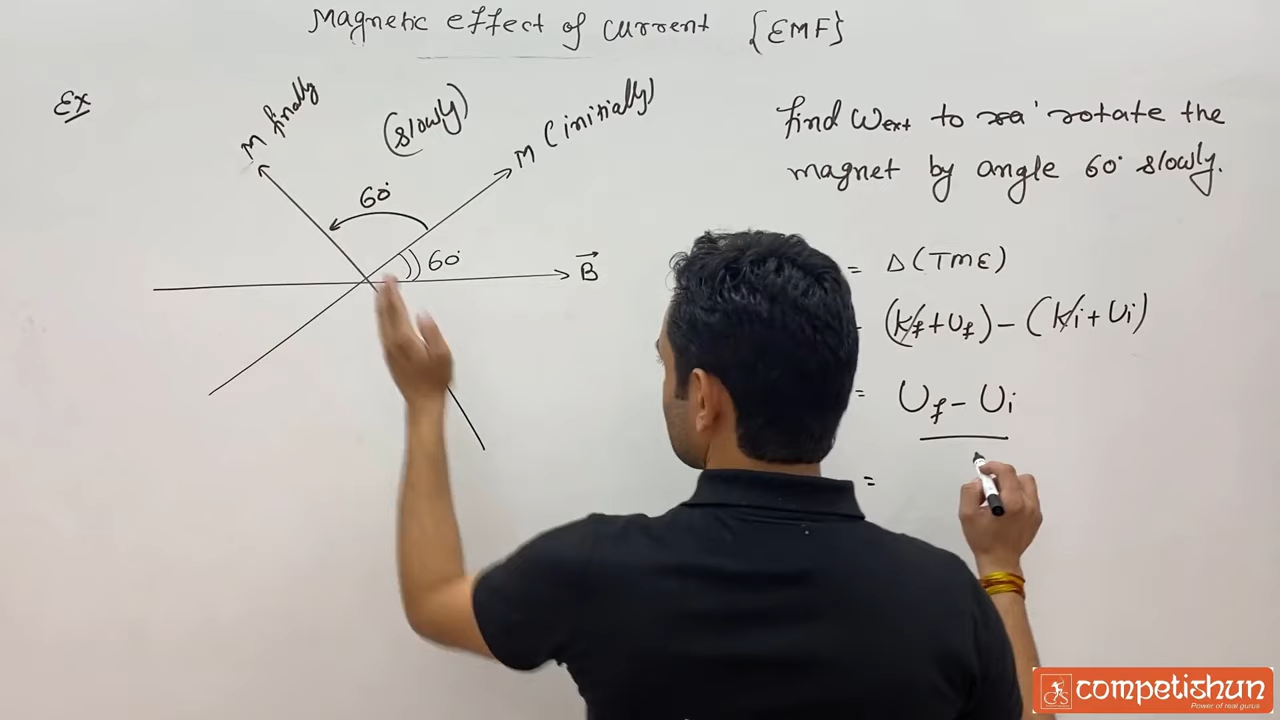 Magnetic effect of current {EMF}
Ex
M finally
(slowly)
M (initially)
60°
60°
B⃗
find Wext to ra' rotate the
magnet by angle 60° slowly.
= Δ(TME)
- (Kf+Uf) - (Ki+Ui)
= Uf - Ui
=
competishun
Power of real gurus